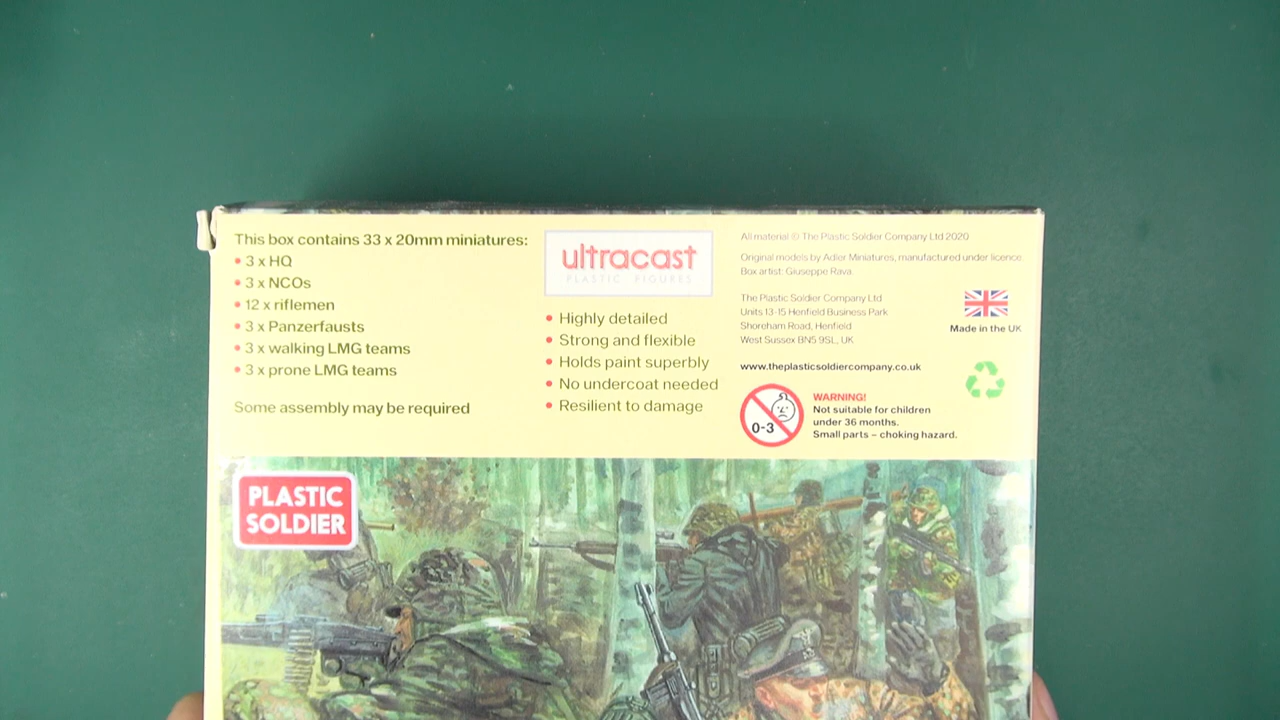 This box contains 33 x 20mm miniatures:
• 3 x HQ
• 3 x NCOs
• 12 x riflemen
• 3 x Panzerfausts
• 3 x walking LMG teams
• 3 x prone LMG teams
Some assembly may be required
ultracast
PLASTIC FIGURES
• Highly detailed
• Strong and flexible
• Holds paint superbly
• No undercoat needed
• Resilient to damage
All material © The Plastic Soldier Company Ltd 2020
Original models by Adler Miniatures, manufactured under licence
Box artist: Giuseppe Rava.
The Plastic Soldier Company Ltd
Units 13-15 Henfield Business Park
Shoreham Road, Henfield
West Sussex BN5 9SL, UK
Made in the UK
www.theplasticsoldiercompany.co.uk
0-3
WARNING!
Not suitable for children
under 36 months.
Small parts – choking hazard.
PLASTIC
SOLDIER